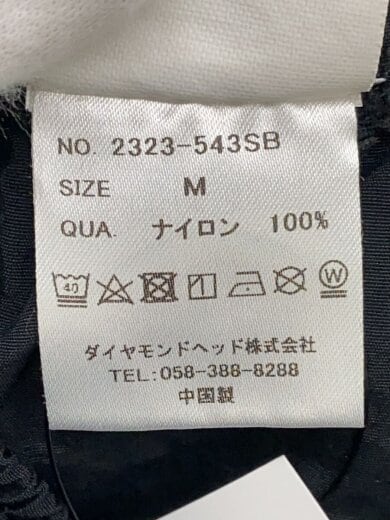 NO. 2323-543SB
SIZE M
QUA. ナイロン 100%
40 W
ダイヤモンドヘッド株式会社
TEL:058-388-8288
中国製